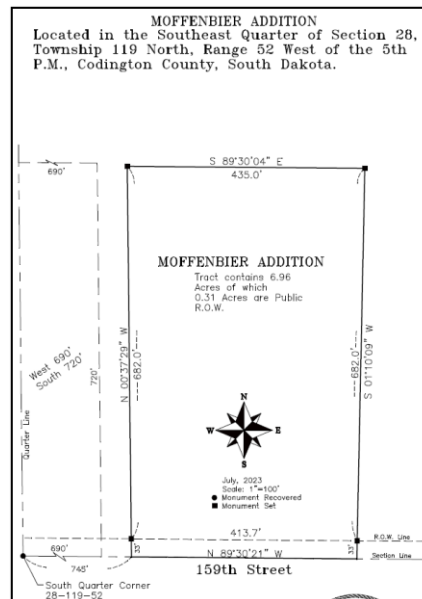 MOFFENBIER ADDITION
Located in the Southeast Quarter of Section 28,
Township 119 North, Range 52 West of the 5th
P.M., Codington County, South Dakota.
S 89°30'04" E
435.0'
690'
MOFFENBIER ADDITION
Tract contains 6.96
Acres of which
0.31 Acres are Public
R.O.W.
West 690'
South 720'
720'
Quarter Line
N 00°37'29" W
682.0'
682.0'
S 01°10'09" W
N
W
E
S
July, 2023
Scale: 1"=100'
Monument Recovered
Monument Set
413.7'
R.O.W. Line
690'
33'
N 89°30'21" W
33'
Section Line
745'
159th Street
South Quarter Corner
28-119-52